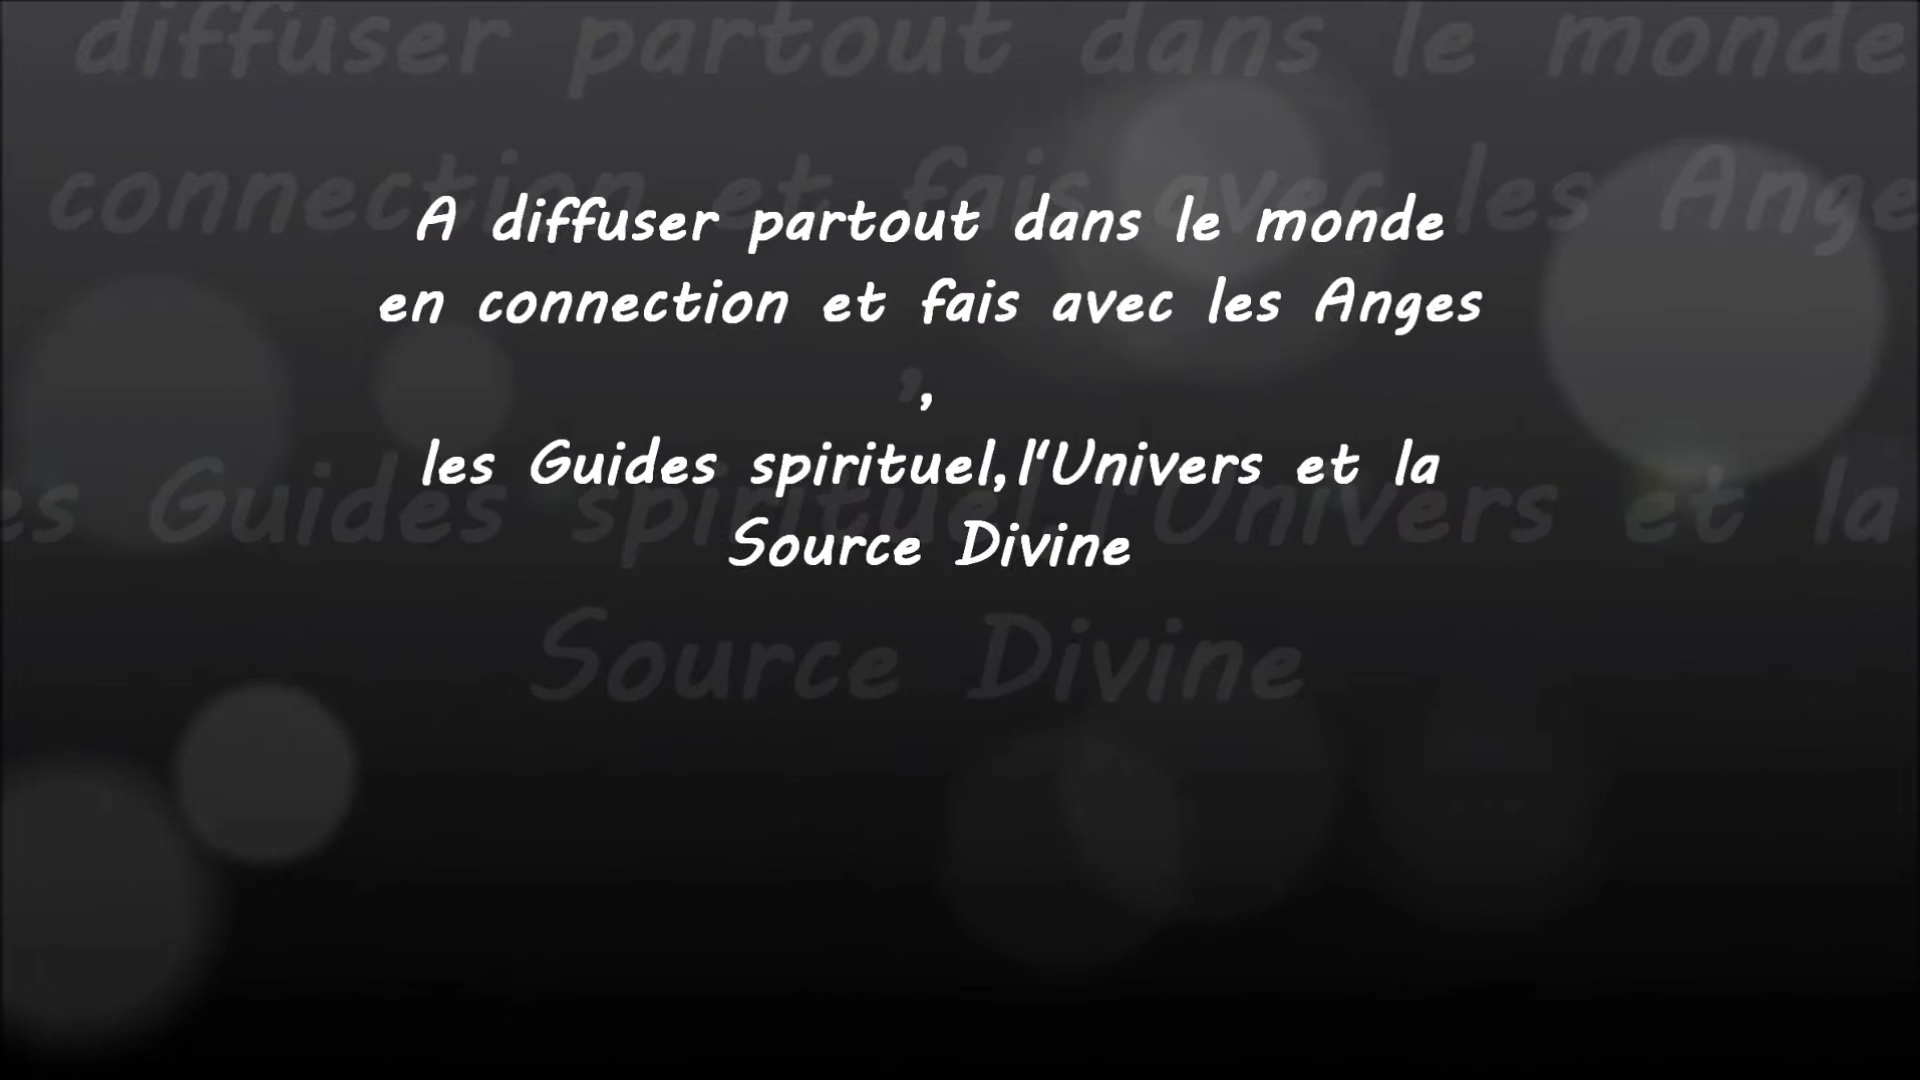 A diffuser partout dans le monde
en connection et fais avec les Anges
,
les Guides spirituel,l'Univers et la
Source Divine